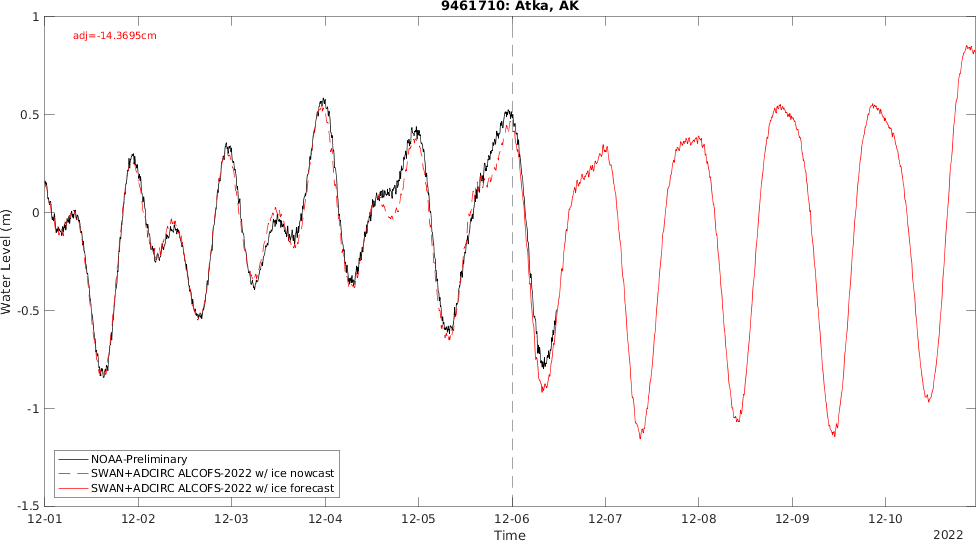 9461710: Atka, AK
adj=-14.3695cm
1
0.5
0
-0.5
-1
-1.5
Water Level (m)
NOAA-Preliminary
SWAN+ADCIRC ALCOFS-2022 w/ ice nowcast
SWAN+ADCIRC ALCOFS-2022 w/ ice forecast
12-01 12-02 12-03 12-04 12-05 12-06 12-07 12-08 12-09 12-10
Time
2022